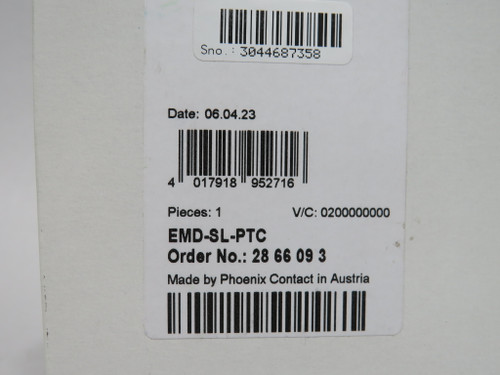 Sno.: 3044687358
Date: 06.04.23
4 017918 952716
Pieces: 1 V/C: 0200000000
EMD-SL-PTC
Order No.: 28 66 09 3
Made by Phoenix Contact in Austria